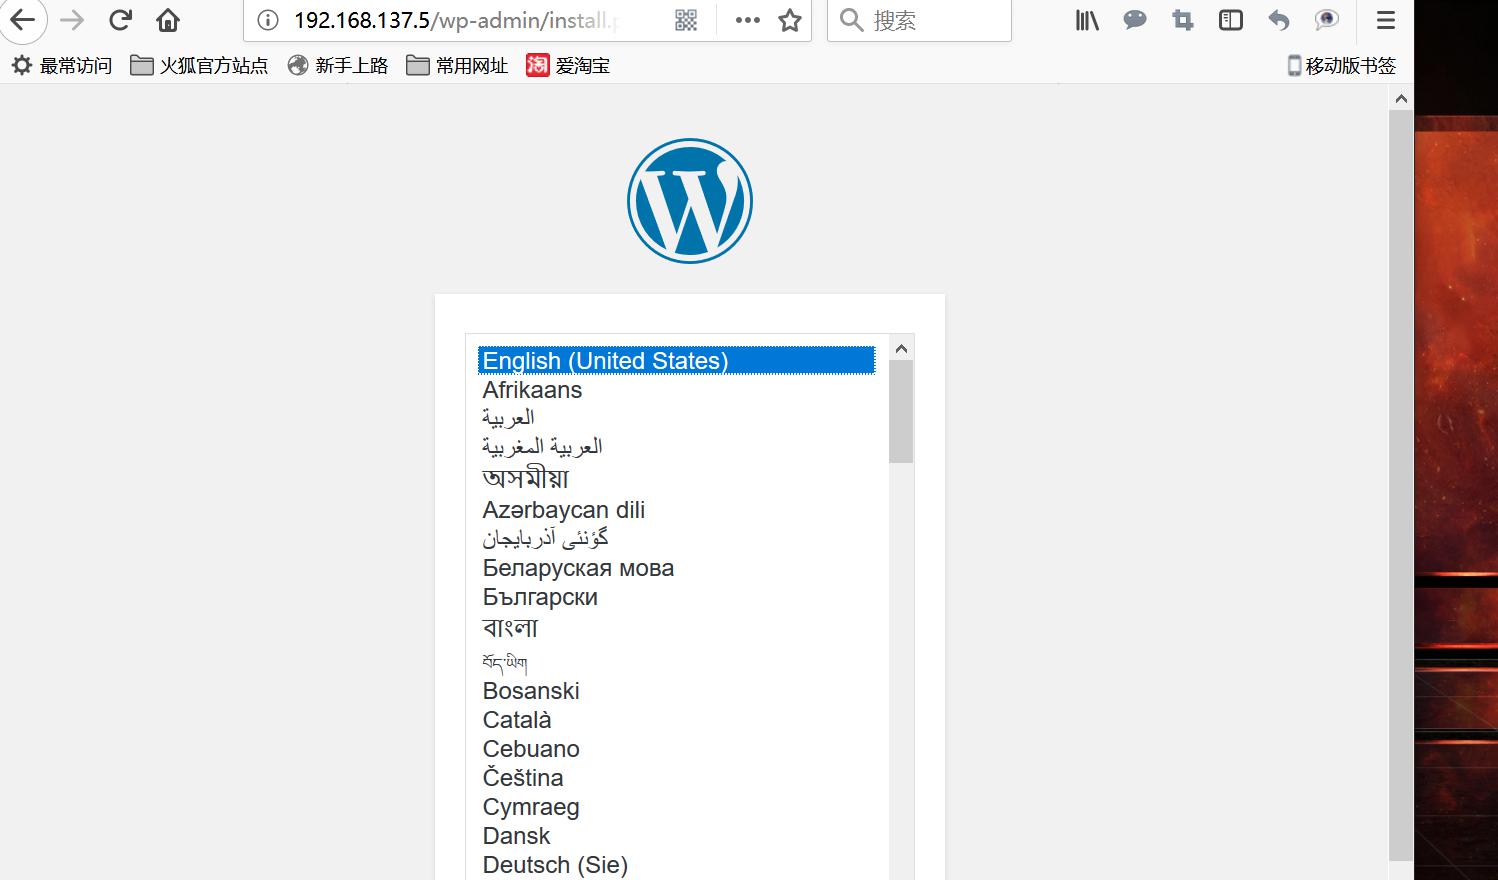 192.168.137.5/wp-admin/install.p
搜索
最常访问 火狐官方站点 新手上路 常用网址 淘 爱淘宝 移动版书签
W
English (United States)
Afrikaans
العربية
العربية المغربية
অসমীয়া
Azərbaycan dili
گؤنئی آذربایجان
Беларуская мова
Български
বাংলা
བོད་ཡིག
Bosanski
Català
Cebuano
Čeština
Cymraeg
Dansk
Deutsch (Sie)